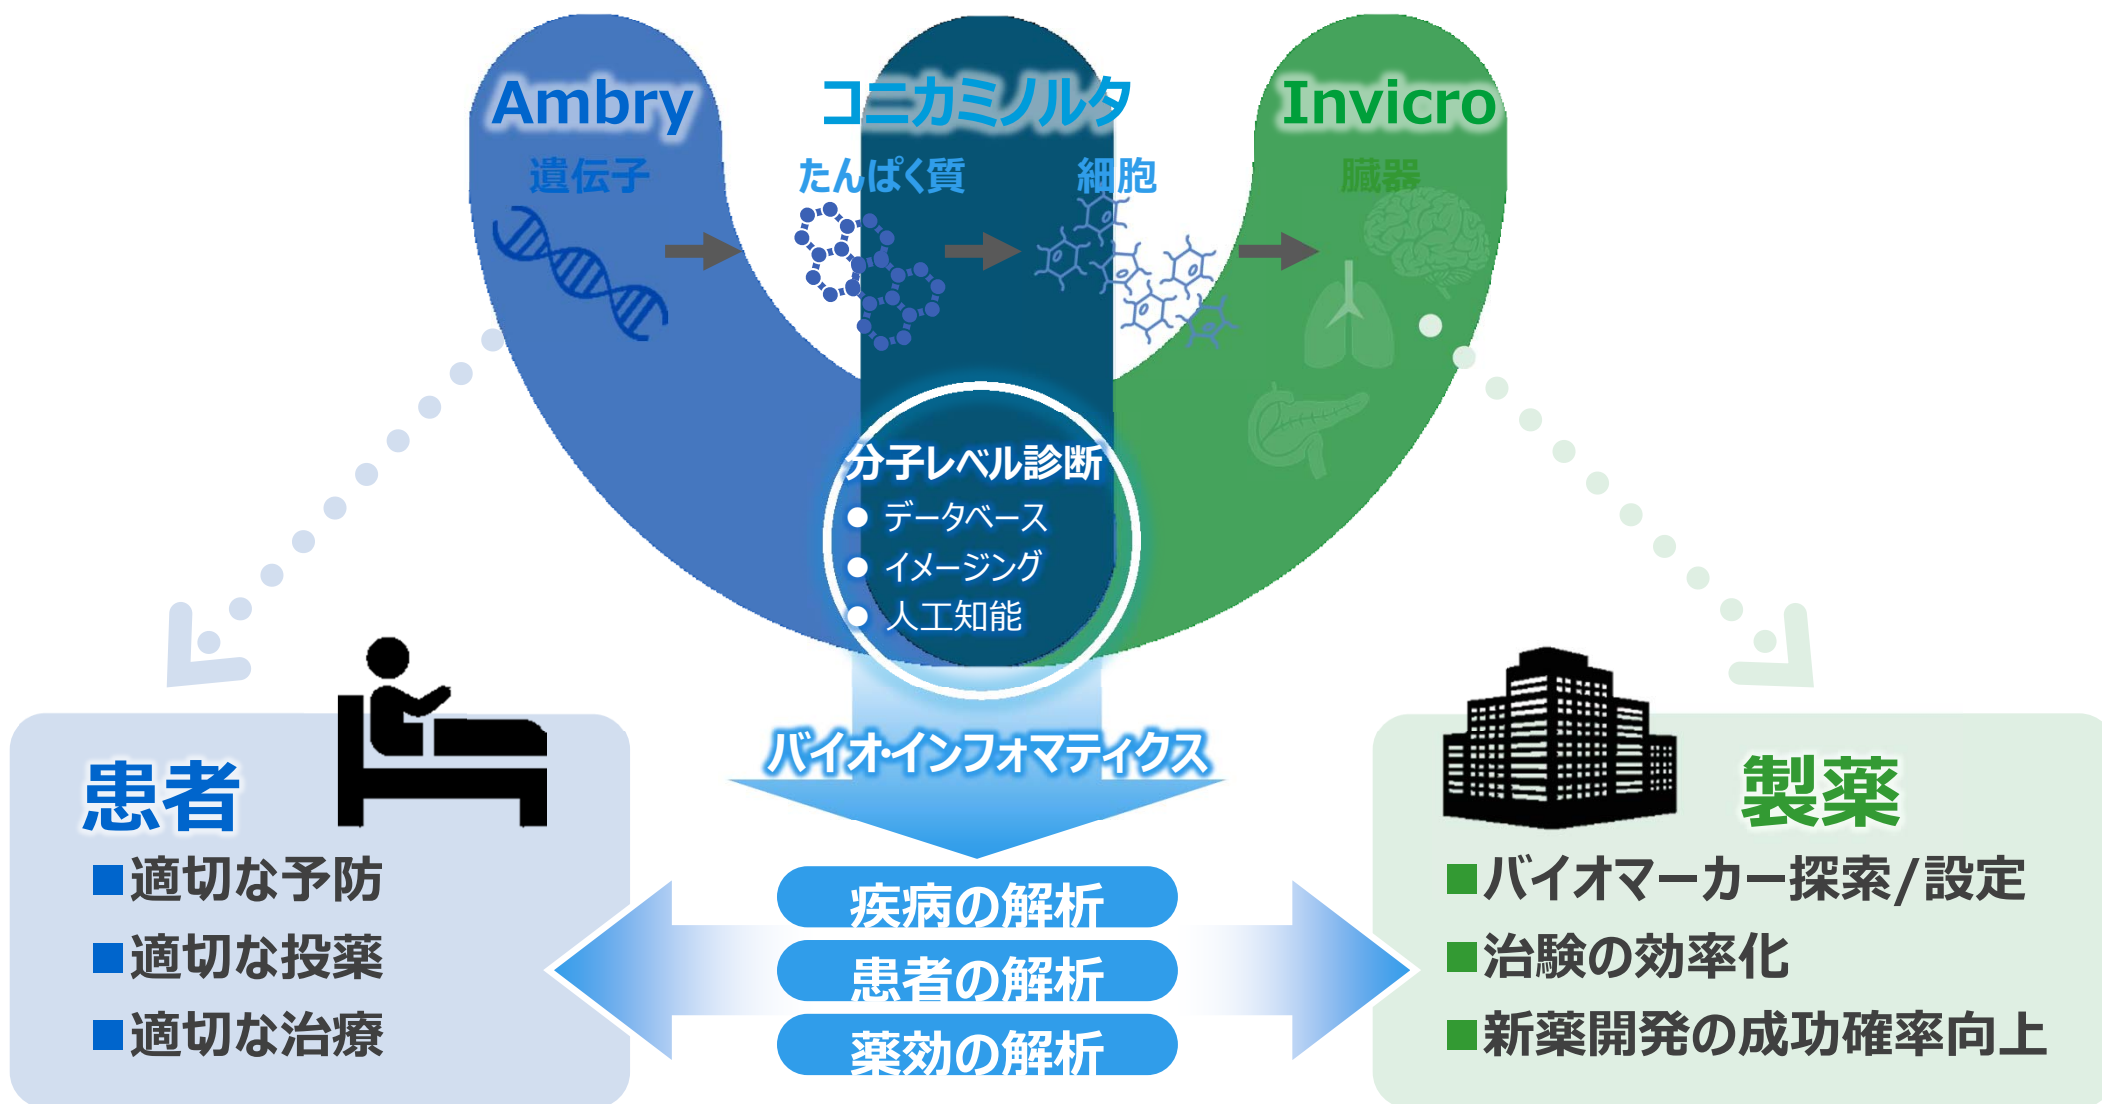 Ambry
コニカミノルタ
Invicro
遺伝子
たんぱく質
細胞
臓器
分子レベル診断
● データベース
● イメージング
● 人工知能
バイオ・インフォマティクス
患者
■適切な予防
■適切な投薬
■適切な治療
疾病の解析
患者の解析
薬効の解析
製薬
■バイオマーカー探索/設定
■治験の効率化
■新薬開発の成功確率向上